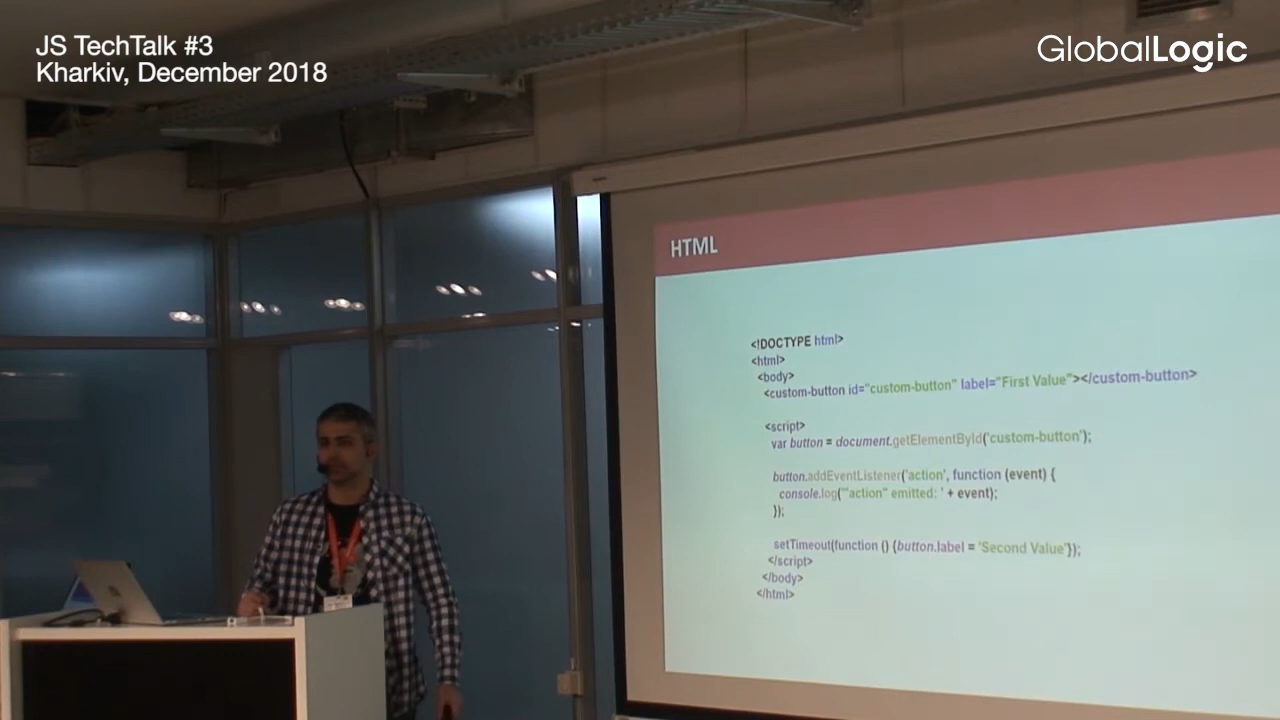 JS TechTalk #3
Kharkiv, December 2018
GlobalLogic
HTML
<!DOCTYPE html>
<html>
<body>
<custom-button id="custom-button" label="First Value"></custom-button>
<script>
var button = document.getElementById('custom-button');
button.addEventListener('action', function (event) {
console.log('"action" emitted: ' + event);
});
setTimeout(function () {button.label = 'Second Value'});
</script>
</body>
</html>